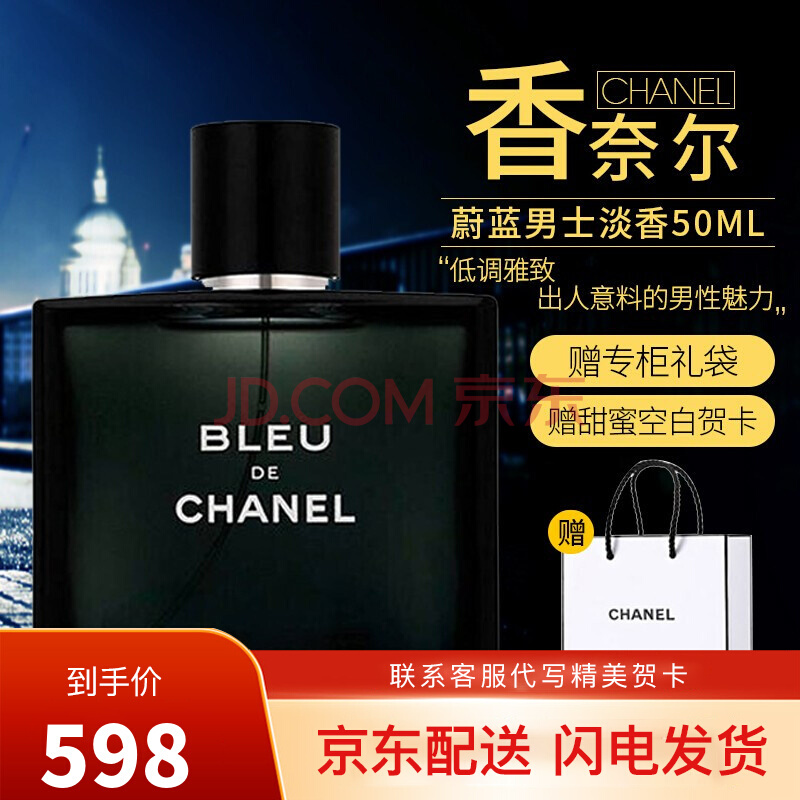 香奈尔
CHANEL
蔚蓝男士淡香50ML
“低调雅致
出人意料的男性魅力”
赠专柜礼袋
赠甜蜜空白贺卡
JD.COM 京东
BLEU
DE
CHANEL
赠
CHANEL
到手价
598
联系客服代写精美贺卡
京东配送 闪电发货